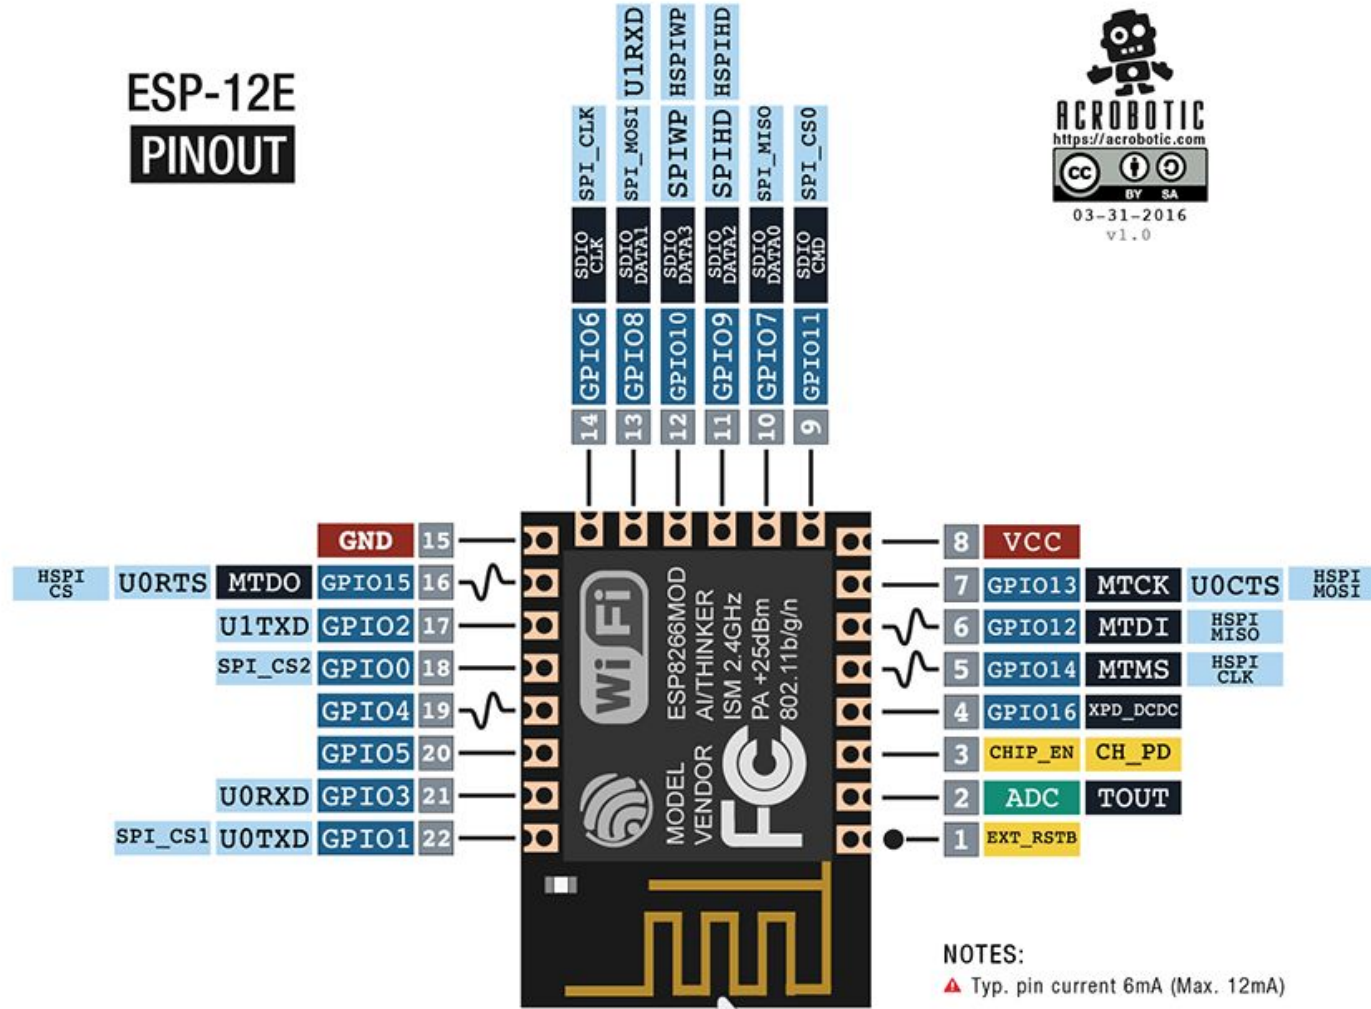 ESP-12E
PINOUT
ACROBOTIC
https://acrobotic.com
CC BY SA
03-31-2016
v1.0
SPI_CLK SDIO CLK GPIO6 14
U1RXD SPI_MOSI SDIO DATA1 GPIO8 13
HSPIWP SPIWP SDIO DATA3 GPIO10 12
HSPIHD SPIHD SDIO DATA2 GPIO9 11
SPI_MISO SDIO DATA0 GPIO7 10
SPI_CS0 SDIO CMD GPIO11 9
GND 15
HSPI CS U0RTS MTDO GPIO15 16
U1TXD GPIO2 17
SPI_CS2 GPIO0 18
GPIO4 19
GPIO5 20
U0RXD GPIO3 21
SPI_CS1 U0TXD GPIO1 22
WiFi
MODEL ESP8266MOD
VENDOR AI/THINKER
ISM 2.4GHz
PA +25dBm
802.11b/g/n
FC
8 VCC
7 GPIO13 MTCK U0CTS HSPI MOSI
6 GPIO12 MTDI HSPI MISO
5 GPIO14 MTMS HSPI CLK
4 GPIO16 XPD_DCDC
3 CHIP_EN CH_PD
2 ADC TOUT
1 EXT_RSTB
NOTES:
Typ. pin current 6mA (Max. 12mA)